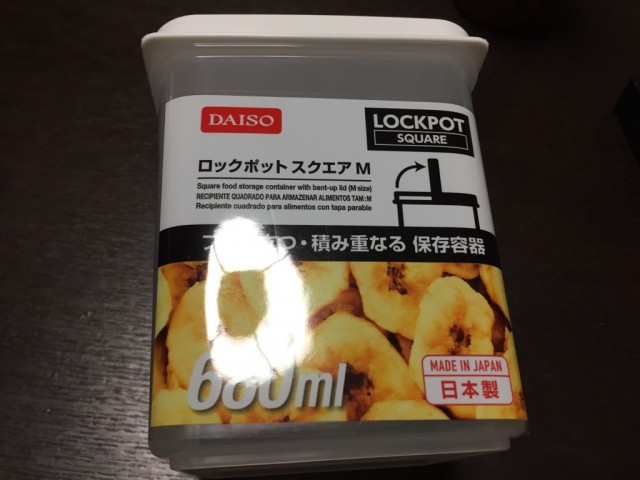 DAISO
LOCKPOT
SQUARE
ロックポット スクエア M
Square food storage container with bent-up lid (M size)
RECIPIENTE QUADRADO PARA ARMAZENAR ALIMENTOS TAM.:M
Recipiente cuadrado para alimentos con tapa parable
つ・積み重なる 保存容器
680ml
MADE IN JAPAN
日本製